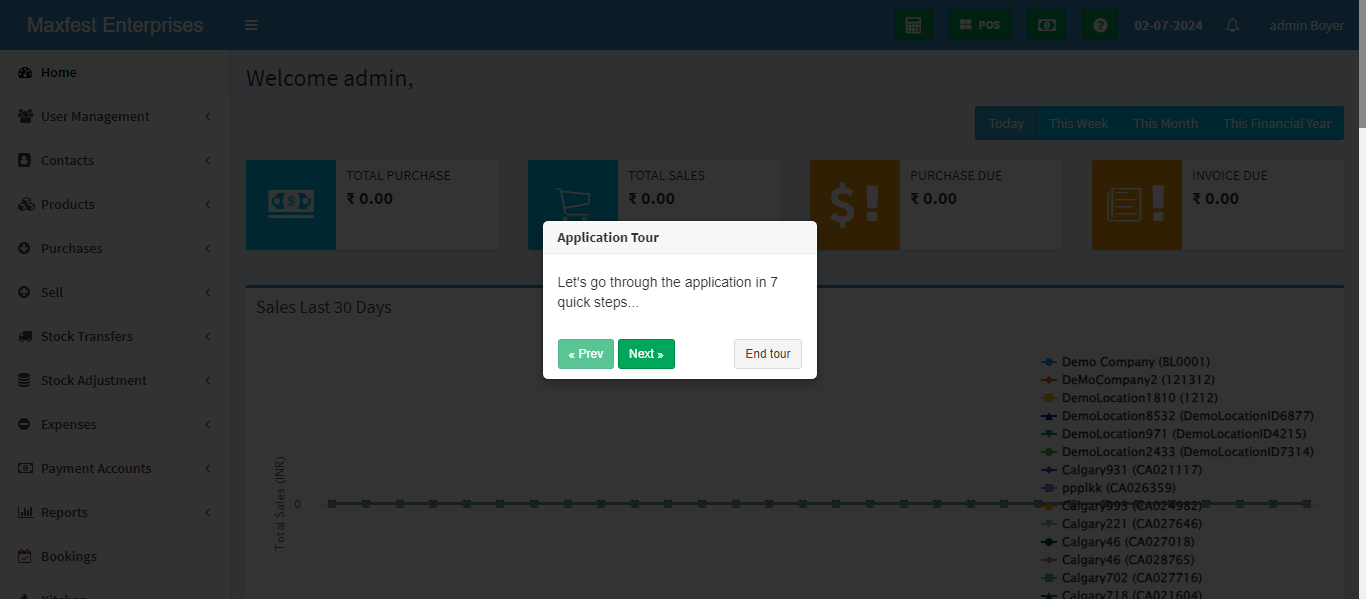 Maxfest Enterprises
POS
02-07-2024
admin Boyer
Home
User Management
Contacts
Products
Purchases
Sell
Stock Transfers
Stock Adjustment
Expenses
Payment Accounts
Reports
Bookings
Kitchen
Welcome admin,
Today
This Week
This Month
This Financial Year
TOTAL PURCHASE
₹ 0.00
TOTAL SALES
₹ 0.00
PURCHASE DUE
₹ 0.00
INVOICE DUE
₹ 0.00
Application Tour
Let's go through the application in 7
quick steps...
« Prev
Next »
End tour
Sales Last 30 Days
Total Sales (INR)
0
Demo Company (BL0001)
DeMoCompany2 (121312)
DemoLocation1810 (1212)
DemoLocation8532 (DemoLocationID6877)
DemoLocation971 (DemoLocationID4215)
DemoLocation2433 (DemoLocationID7314)
Calgary931 (CA021117)
ppplkk (CA026359)
Calgary993 (CA024982)
Calgary221 (CA027646)
Calgary46 (CA027018)
Calgary46 (CA028765)
Calgary702 (CA027716)
Calgary718 (CA021604)